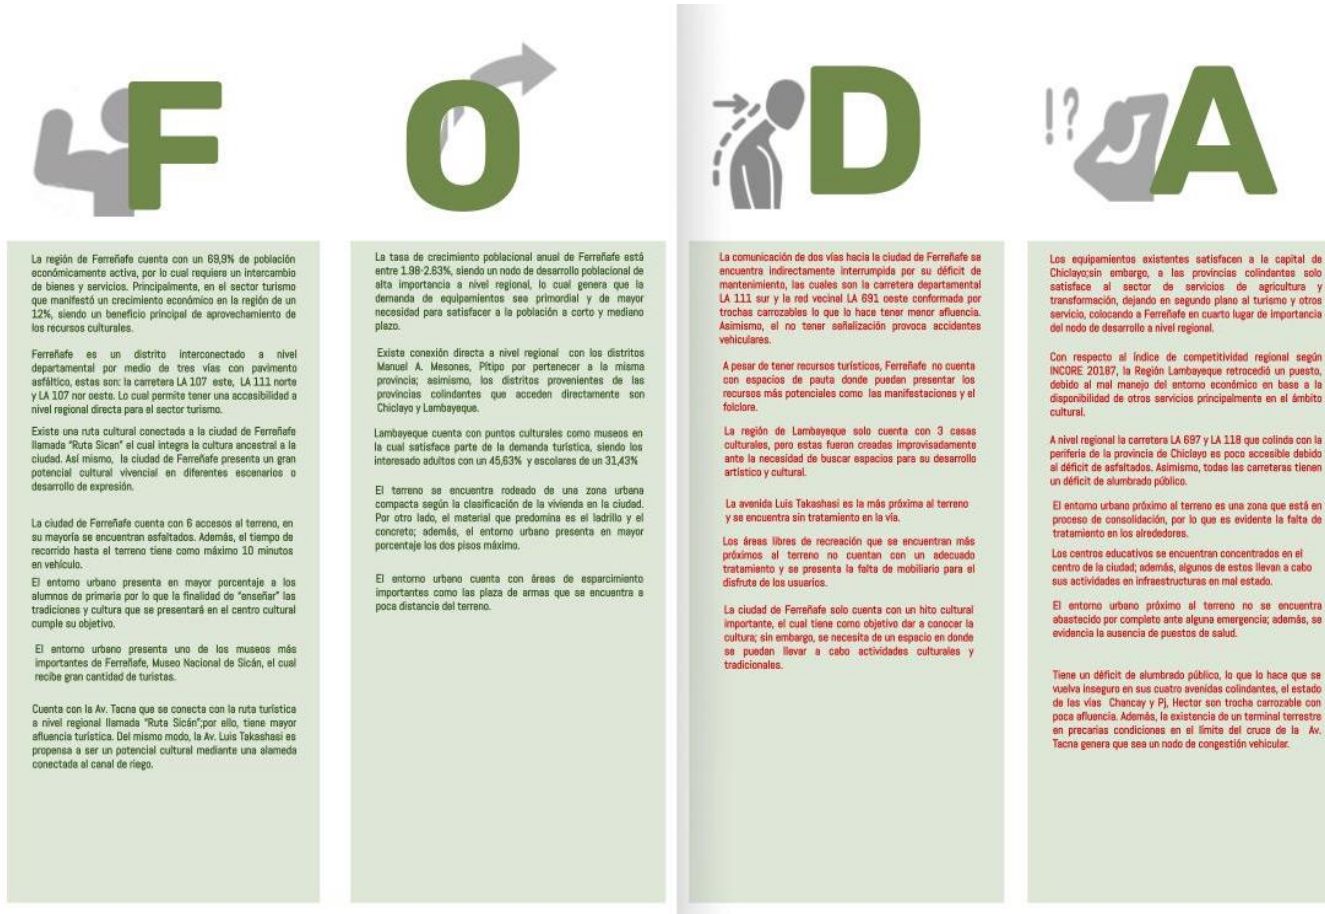 F
La región de Ferreñafe cuenta con un 69,9% de población
económicamente activa, por lo cual requiere un intercambio
de bienes y servicios. Principalmente, en el sector turismo
que manifestó un crecimiento económico en la región de un
12%, siendo un beneficio principal de aprovechamiento de
los recursos culturales.
Ferreñafe es un distrito interconectado a nivel
departamental por medio de tres vías con pavimento
asfáltico, estas son: la carretera LA 107 este, LA 111 norte
y LA 107 nor oeste. Lo cual permite tener una accesibilidad a
nivel regional directa para el sector turismo.
Existe una ruta cultural conectada a la ciudad de Ferreñafe
llamada "Ruta Sican" el cual integra la cultura ancestral a la
ciudad. Así mismo, la ciudad de Ferreñafe presenta un gran
potencial cultural vivencial en diferentes escenarios o
desarrollo de expresión.
La ciudad de Ferreñafe cuenta con 6 accesos al terreno, en
su mayoría se encuentran asfaltados. Además, el tiempo de
recorrido hasta el terreno tiene como máximo 10 minutos
en vehículo.
El entorno urbano presenta en mayor porcentaje a los
alumnos de primaria por lo que la finalidad de "enseñar" las
tradiciones y cultura que se presentará en el centro cultural
cumple su objetivo.
El entorno urbano presenta uno de los museos más
importantes de Ferreñafe, Museo Nacional de Sicán, el cual
recibe gran cantidad de turistas.
Cuenta con la Av. Tacna que se conecta con la ruta turística
a nivel regional llamada "Ruta Sicán";por ello, tiene mayor
afluencia turística. Del mismo modo, la Av. Luis Takashasi es
propensa a ser un potencial cultural mediante una alameda
conectada al canal de riego.
O
La tasa de crecimiento poblacional anual de Ferreñafe está
entre 1.98-2.63%, siendo un nodo de desarrollo poblacional de
alta importancia a nivel regional, lo cual genera que la
demanda de equipamientos sea primordial y de mayor
necesidad para satisfacer a la población a corto y mediano
plazo.
Existe conexión directa a nivel regional con los distritos
Manuel A. Mesones, Pítipo por pertenecer a la misma
provincia; asimismo, los distritos provenientes de las
provincias colindantes que acceden directamente son
Chiclayo y Lambayeque.
Lambayeque cuenta con puntos culturales como museos en
la cual satisface parte de la demanda turística, siendo los
interesado adultos con un 45,63% y escolares de un 31,43%
El terreno se encuentra rodeado de una zona urbana
compacta según la clasificación de la vivienda en la ciudad.
Por otro lado, el material que predomina es el ladrillo y el
concreto; además, el entorno urbano presenta en mayor
porcentaje los dos pisos máximo.
El entorno urbano cuenta con áreas de esparcimiento
importantes como las plaza de armas que se encuentra a
poca distancia del terreno.
D
La comunicación de dos vías hacia la ciudad de Ferreñafe se
encuentra indirectamente interrumpida por su déficit de
mantenimiento, las cuales son la carretera departamental
LA 111 sur y la red vecinal LA 691 oeste conformada por
trochas carrozables lo que lo hace tener menor afluencia.
Asimismo, el no tener señalización provoca accidentes
vehiculares.
A pesar de tener recursos turísticos, Ferreñafe no cuenta
con espacios de pauta donde puedan presentar los
recursos más potenciales como las manifestaciones y el
folclore.
La región de Lambayeque solo cuenta con 3 casas
culturales, pero estas fueron creadas improvisadamente
ante la necesidad de buscar espacios para su desarrollo
artístico y cultural.
La avenida Luis Takashasi es la más próxima al terreno
y se encuentra sin tratamiento en la vía.
Los áreas libres de recreación que se encuentran más
próximos al terreno no cuentan con un adecuado
tratamiento y se presenta la falta de mobiliario para el
disfrute de los usuarios.
La ciudad de Ferreñafe solo cuenta con un hito cultural
importante, el cual tiene como objetivo dar a conocer la
cultura; sin embargo, se necesita de un espacio en donde
se puedan llevar a cabo actividades culturales y
tradicionales.
!?
A
Los equipamientos existentes satisfacen a la capital de
Chiclayo;sin embargo, a las provincias colindantes solo
satisface al sector de servicios de agricultura y
transformación, dejando en segundo plano al turismo y otros
servicio, colocando a Ferreñafe en cuarto lugar de importancia
del nodo de desarrollo a nivel regional.
Con respecto al índice de competitividad regional según
INCORE 20187, la Región Lambayeque retrocedió un puesto,
debido al mal manejo del entorno económico en base a la
disponibilidad de otros servicios principalmente en el ámbito
cultural.
A nivel regional la carretera LA 697 y LA 118 que colinda con la
periferia de la provincia de Chiclayo es poco accesible debido
al déficit de asfaltados. Asimismo, todas las carreteras tienen
un déficit de alumbrado público.
El entorno urbano próximo al terreno es una zona que está en
proceso de consolidación, por lo que es evidente la falta de
tratamiento en los alrededores.
Los centros educativos se encuentran concentrados en el
centro de la ciudad; además, algunos de estos llevan a cabo
sus actividades en infraestructuras en mal estado.
El entorno urbano próximo al terreno no se encuentra
abastecido por completo ante alguna emergencia; además, se
evidencia la ausencia de puestos de salud.
Tiene un déficit de alumbrado público, lo que lo hace que se
vuelva inseguro en sus cuatro avenidas colindantes, el estado
de las vías Chancay y Pj, Hector son trocha carrozable con
poca afluencia. Además, la existencia de un terminal terrestre
en precarias condiciones en el límite del cruce de la Av.
Tacna genera que sea un nodo de congestión vehicular.